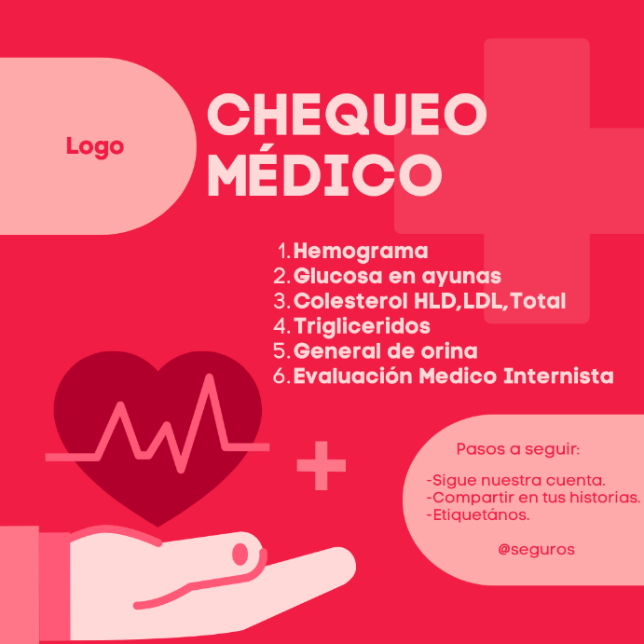 Logo
CHEQUEO
MÉDICO
1. Hemograma
2. Glucosa en ayunas
3. Colesterol HLD,LDL,Total
4. Trigliceridos
5. General de orina
6. Evaluación Medico Internista
Pasos a seguir:
-Sigue nuestra cuenta.
-Compartir en tus historias.
-Etiquetános.
@seguros